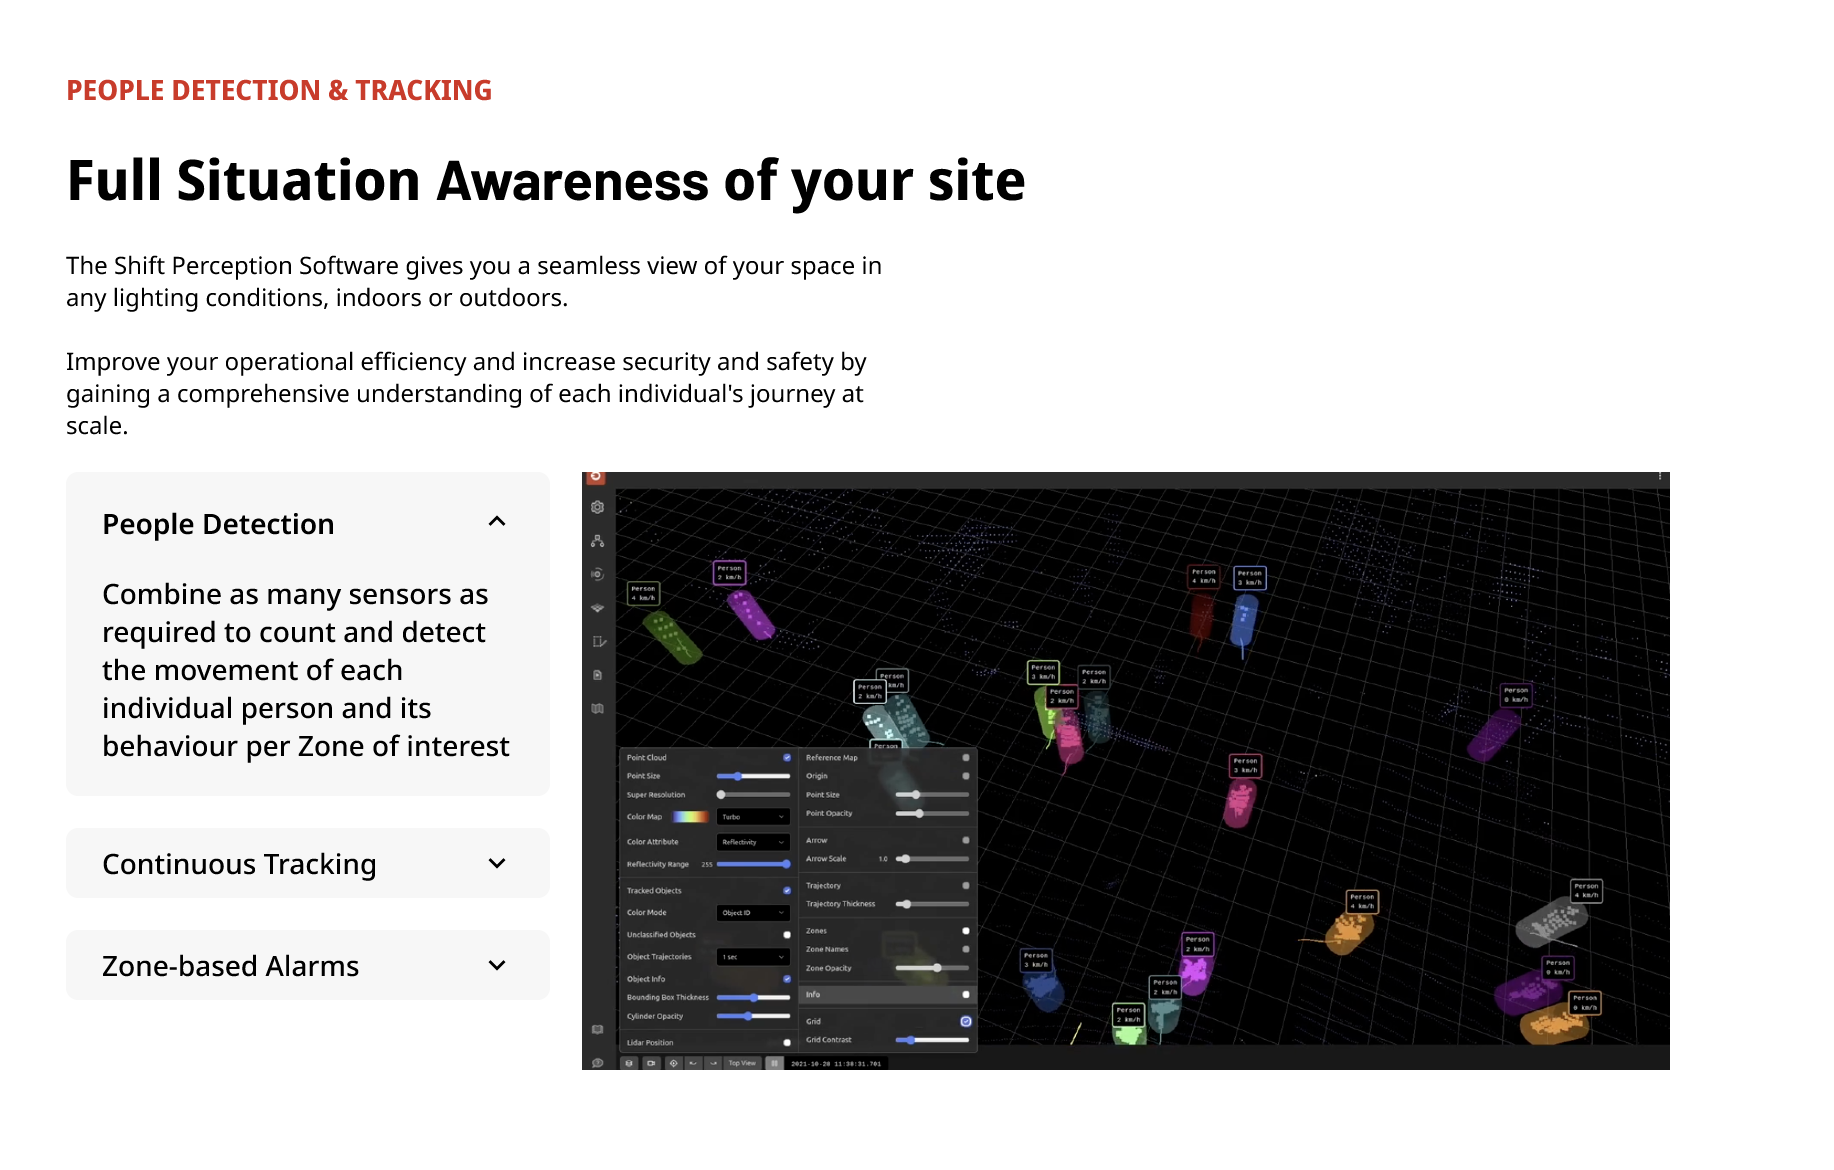 PEOPLE DETECTION & TRACKING
Full Situation Awareness of your site
The Shift Perception Software gives you a seamless view of your space in
any lighting conditions, indoors or outdoors.
Improve your operational efficiency and increase security and safety by
gaining a comprehensive understanding of each individual's journey at
scale.
People Detection
Combine as many sensors as
required to count and detect
the movement of each
individual person and its
behaviour per Zone of interest
Continuous Tracking
Zone-based Alarms
Person
2 km/h
Person
4 km/h
Person
4 km/h
Person
3 km/h
Person
km/h
Person
2 km/h
Person
Person
3 km/h
Person
2 km/h
Person
2 km/h
Person
0 km/h
Person
3 km/h
Person
4 km/h
Person
4 km/h
Person
3 km/h
Person
2 km/h
Person
2 km/h
Person
2 km/h
Person
0 km/h
Person
0 km/h
Point Cloud
Point Size
Super Resolution
Color Map
Turbo
Color Attribute
Reflectivity
Reflectivity Range 255
Tracked Objects
Color Mode
Object ID
Unclassified Objects
Object Trajectories
1 sec
Object Info
Bounding Box Thickness
Cylinder Opacity
Lidar Position
Reference Map
Origin
Point Size
Point Opacity
Arrow
Arrow Scale 1.0
Trajectory
Trajectory Thickness
Zones
Zone Names
Zone Opacity
Info
Grid
Grid Contrast
Top View
2021-10-20 11:30:31.701